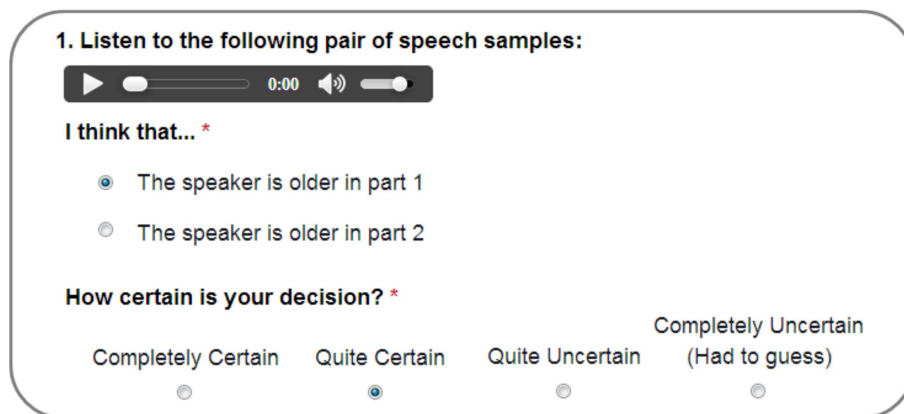 1. Listen to the following pair of speech samples:
0:00
I think that... *
The speaker is older in part 1
The speaker is older in part 2
How certain is your decision? *
Completely Certain Quite Certain Quite Uncertain Completely Uncertain
(Had to guess)